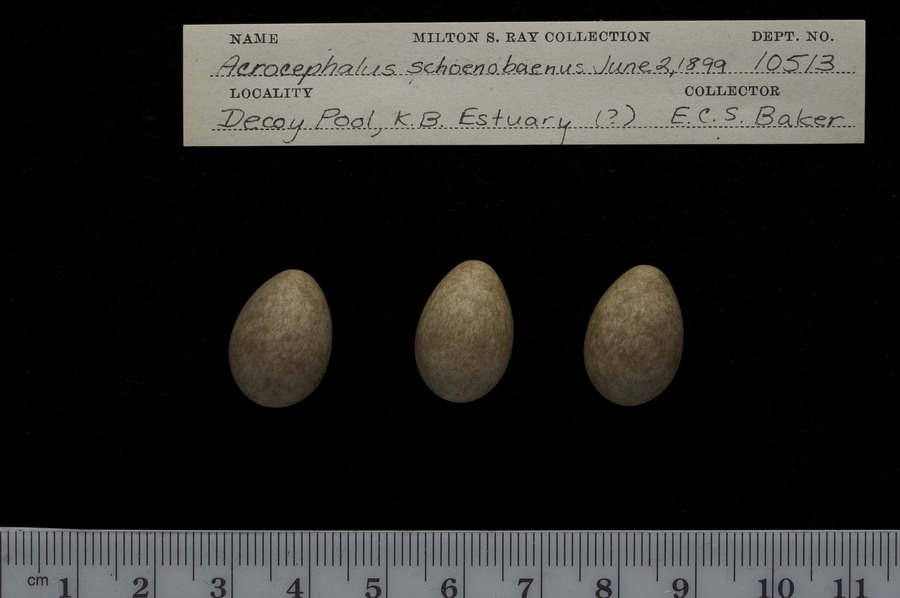 NAME MILTON S. RAY COLLECTION DEPT. NO.
Acrocephalus schoenobaenus June 2, 1899 10513
LOCALITY COLLECTOR
Decoy Pool, K.B. Estuary (?) E.C.S. Baker
cm 1 2 3 4 5 6 7 8 9 10 11